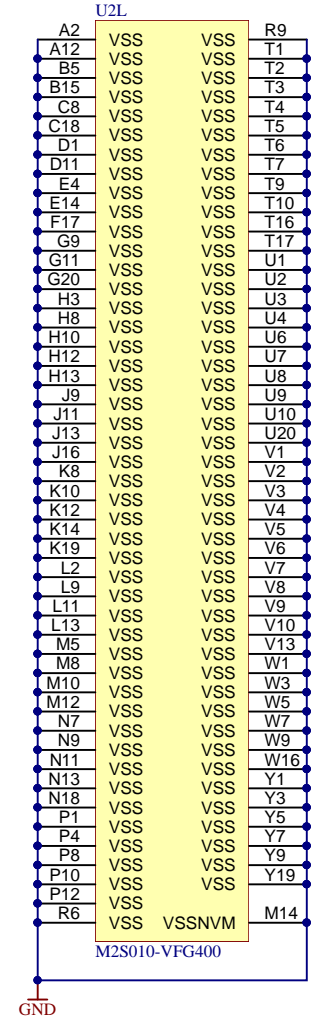 U2L
A2 VSS VSS R9
A12 VSS VSS T1
B5 VSS VSS T2
B15 VSS VSS T3
C8 VSS VSS T4
C18 VSS VSS T5
D1 VSS VSS T6
D11 VSS VSS T7
E4 VSS VSS T9
E14 VSS VSS T10
F17 VSS VSS T16
G9 VSS VSS T17
G11 VSS VSS U1
G20 VSS VSS U2
H3 VSS VSS U3
H8 VSS VSS U4
H10 VSS VSS U6
H12 VSS VSS U7
H13 VSS VSS U8
J9 VSS VSS U9
J11 VSS VSS U10
J13 VSS VSS U20
J16 VSS VSS V1
K8 VSS VSS V2
K10 VSS VSS V3
K12 VSS VSS V4
K14 VSS VSS V5
K19 VSS VSS V6
L2 VSS VSS V7
L9 VSS VSS V8
L11 VSS VSS V9
L13 VSS VSS V10
M5 VSS VSS V13
M8 VSS VSS W1
M10 VSS VSS W3
M12 VSS VSS W5
N7 VSS VSS W7
N9 VSS VSS W9
N11 VSS VSS W16
N13 VSS VSS Y1
N18 VSS VSS Y3
P1 VSS VSS Y5
P4 VSS VSS Y7
P8 VSS VSS Y9
P10 VSS VSS Y19
P12 VSS
R6 VSS VSSNVM M14
M2S010-VFG400
GND